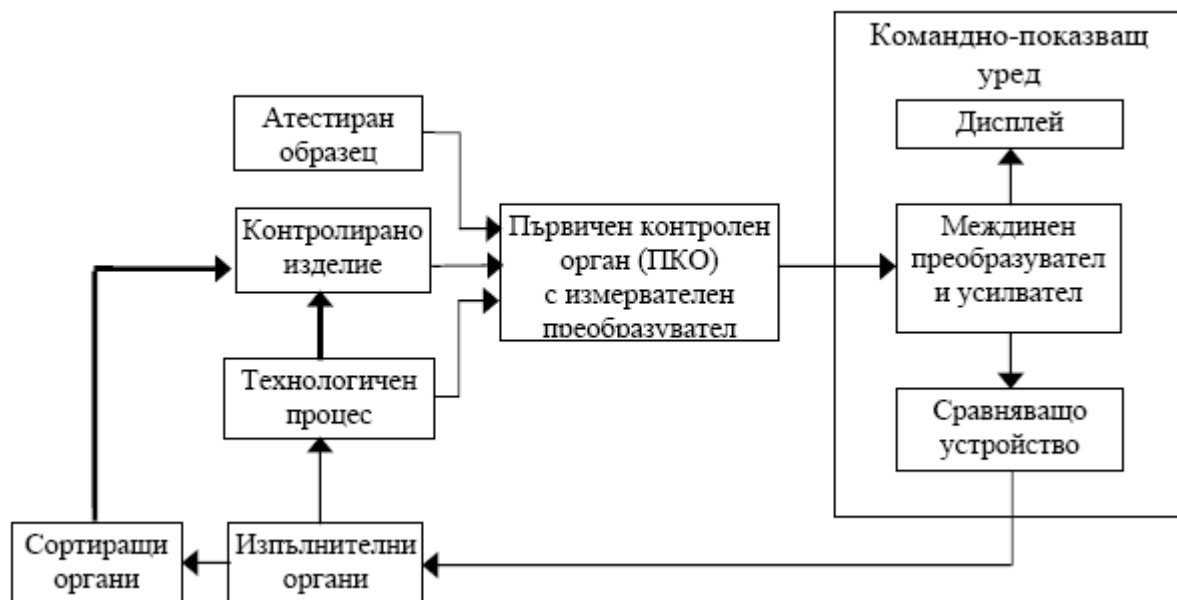 Командно-показващ
уред
Атестиран
образец
Дисплей
Контролирано
изделие
Първичен контролен
орган (ПКО)
с измервателен
преобразувател
Междинен
преобразувател
и усилвател
Технологичен
процес
Сравняващо
устройство
Сортиращи
органи
Изпълнителни
органи